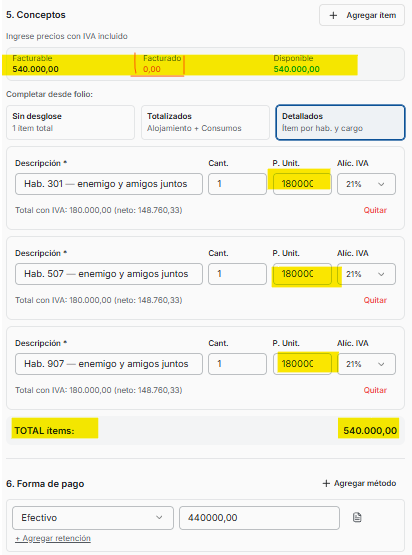 5. Conceptos
+ Agregar ítem
Ingrese precios con IVA incluido
Facturable Facturado Disponible
540.000,00 0,00 540.000,00
Completar desde folio:
Sin desglose Totalizados Detallados
1 ítem total Alojamiento + Consumos Ítem por hab. y cargo
Descripción * Cant. P. Unit. Alíc. IVA
Hab. 301 — enemigo y amigos juntos 1 180000 21%
Total con IVA: 180.000,00 (neto: 148.760,33) Quitar
Descripción * Cant. P. Unit. Alíc. IVA
Hab. 507 — enemigo y amigos juntos 1 180000 21%
Total con IVA: 180.000,00 (neto: 148.760,33) Quitar
Descripción * Cant. P. Unit. Alíc. IVA
Hab. 907 — enemigo y amigos juntos 1 180000 21%
Total con IVA: 180.000,00 (neto: 148.760,33) Quitar
TOTAL ítems: 540.000,00
6. Forma de pago + Agregar método
Efectivo 440000,00
+ Agregar retención